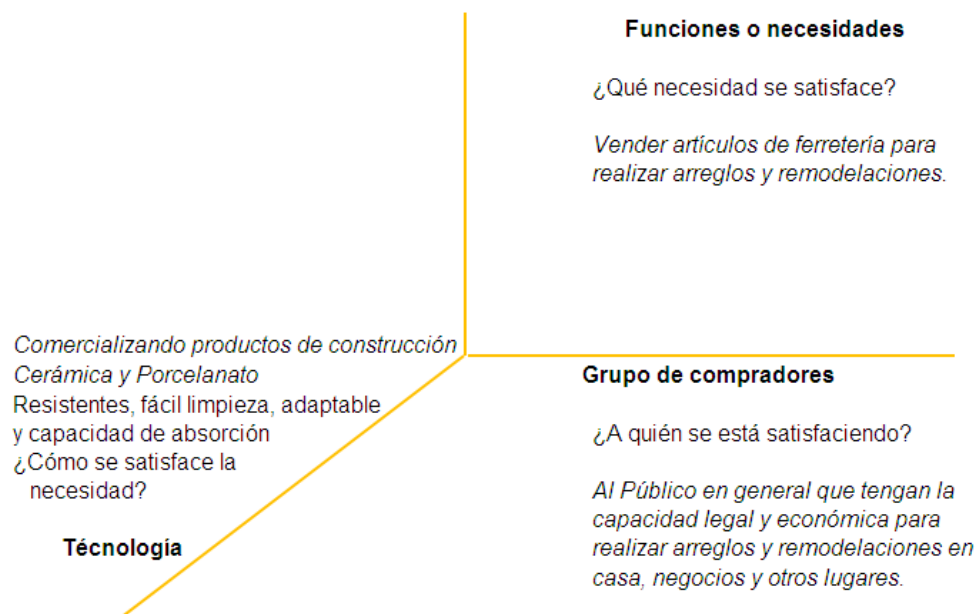 Funciones o necesidades
¿Qué necesidad se satisface?
Vender artículos de ferretería para
realizar arreglos y remodelaciones.
Comercializando productos de construcción
Cerámica y Porcelanato
Resistentes, fácil limpieza, adaptable
y capacidad de absorción
¿Cómo se satisface la
necesidad?
Técnología
Grupo de compradores
¿A quién se está satisfaciendo?
Al Público en general que tengan la
capacidad legal y económica para
realizar arreglos y remodelaciones en
casa, negocios y otros lugares.